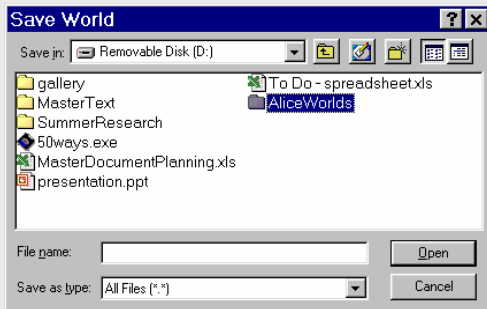 Save World
Save in: Removable Disk (D:)
gallery
MasterText
SummerResearch
50ways.exe
MasterDocumentPlanning.xls
presentation.ppt
To Do - spreadsheet.xls
AliceWorlds
File name:
Open
Save as type: All Files (*.*)
Cancel